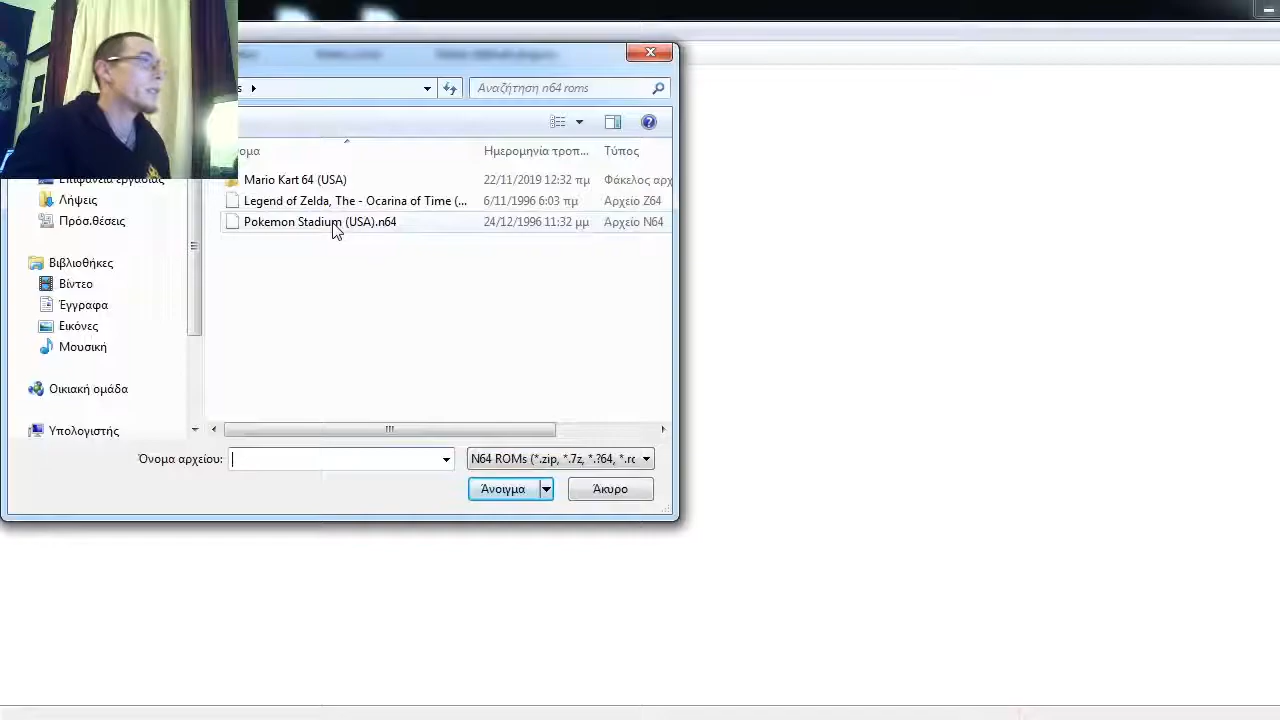 s
Αναζήτηση n64 roms
ομα
Ημερομηνία τροπ...
Τύπος
Mario Kart 64 (USA)
22/11/2019 12:32 πμ
Φάκελος αρχ
Legend of Zelda, The - Ocarina of Time (...
6/11/1996 6:03 πμ
Αρχείο Z64
Pokemon Stadium (USA).n64
24/12/1996 11:32 μμ
Αρχείο N64
Επιφάνεια εργασίας
Λήψεις
Πρόσ.θέσεις
Βιβλιοθήκες
Βίντεο
Έγγραφα
Εικόνες
Μουσική
Οικιακή ομάδα
Υπολογιστής
Όνομα αρχείου:
N64 ROMs (*.zip, *.7z, *.?64, *.rc
Άνοιγμα
Άκυρο